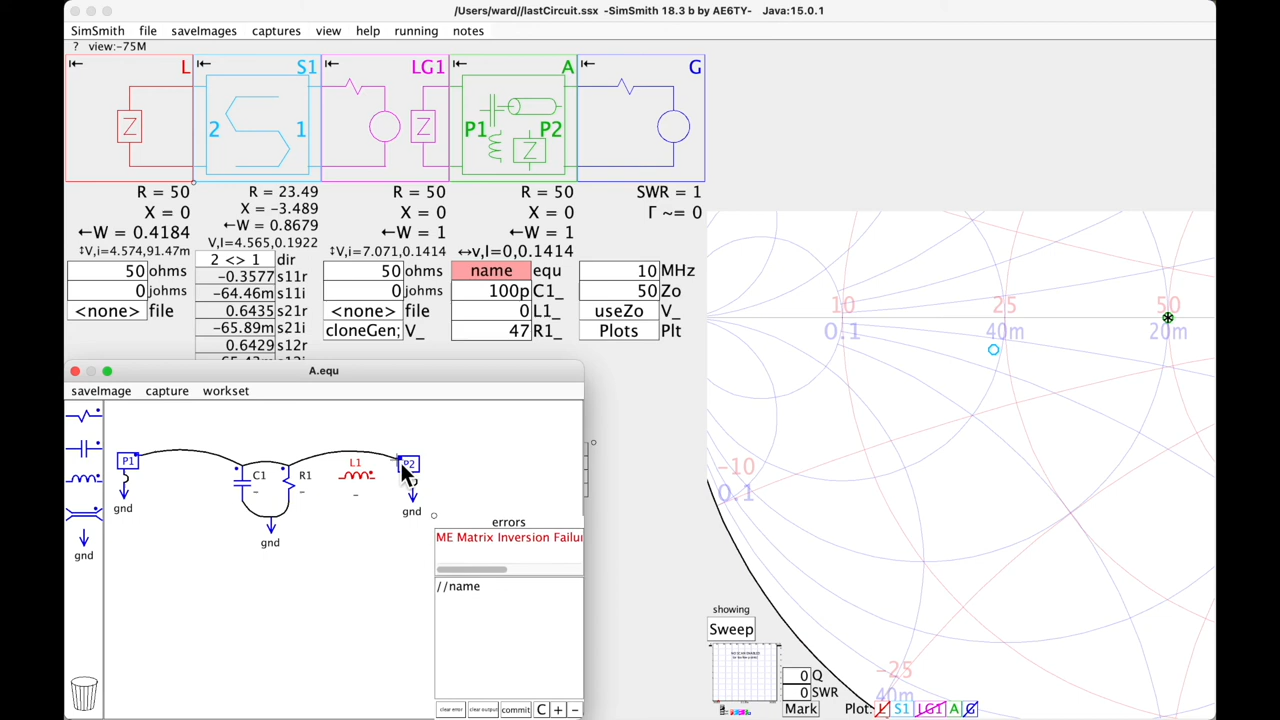 /Users/ward//lastCircuit.ssx -SimSmith 18.3 b by AE6TY- Java:15.0.1
SimSmith file saveImages captures view help running notes
? view:-75M
L S1 LG1 A G
Z 2 1 Z P1 P2 Z
R = 50
X = 0
←W = 0.4184
↕V,i=4.574,91.47m
50 ohms
0 johms
<none> file
R = 23.49
X = -3.489
←W = 0.8679
V,I=4.565,0.1922
2 <> 1 dir
-0.3577 s11r
-64.46m s11i
0.6435 s21r
-65.89m s21i
0.6429 s12r
R = 50
X = 0
←W = 1
↕V,i=7.071,0.1414
50 ohms
0 johms
<none> file
cloneGen; V_
R = 50
X = 0
←W = 1
↔v,I=0,0.1414
name equ
100p C1_
0 L1_
47 R1_
SWR = 1
Γ ~= 0
10 MHz
50 Zo
useZo V_
Plots Plt
A.equ
saveImage capture workset
P1 C1 R1 L1 P2
- - -
gnd gnd gnd
gnd
errors
ME Matrix Inversion Failur
//name
clear error clear output commit C + -
10 25 50
0.1 40m 20m
-10
0.1
-25
40m
showing
Sweep
0 Q
0 SWR
Mark Plot: L S1 LG1 A G